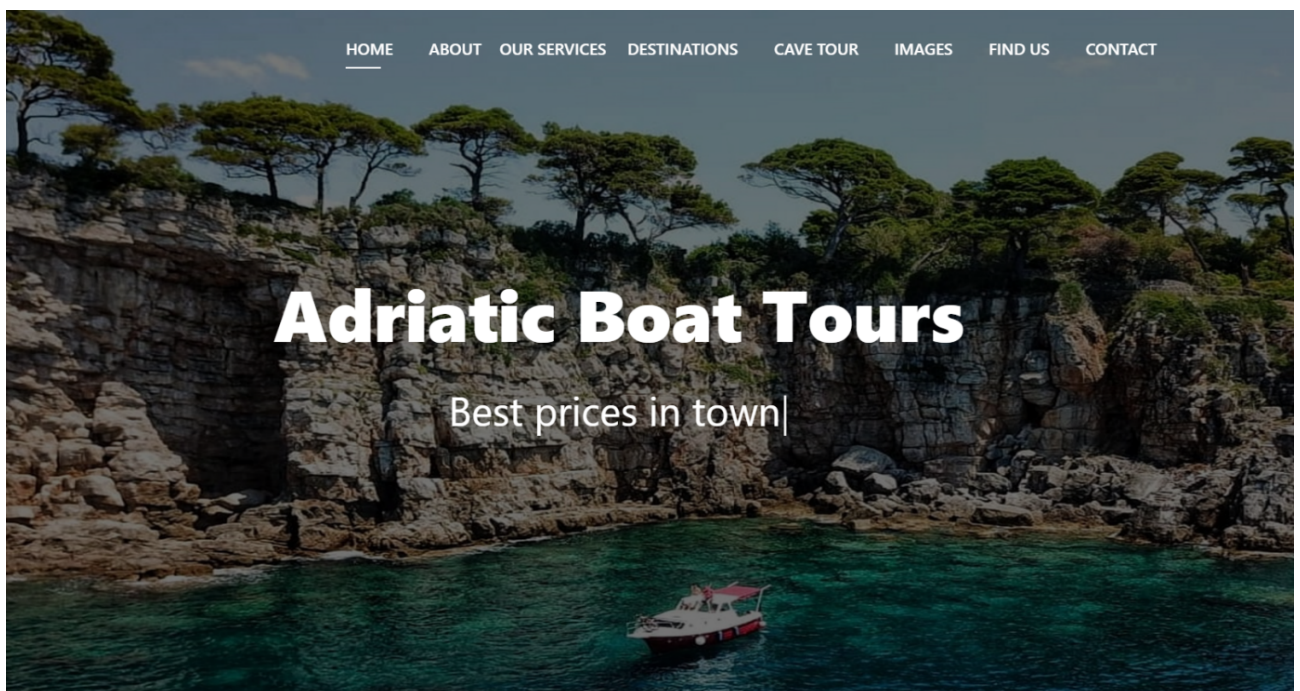 HOME ABOUT OUR SERVICES DESTINATIONS CAVE TOUR IMAGES FIND US CONTACT
Adriatic Boat Tours
Best prices in town|